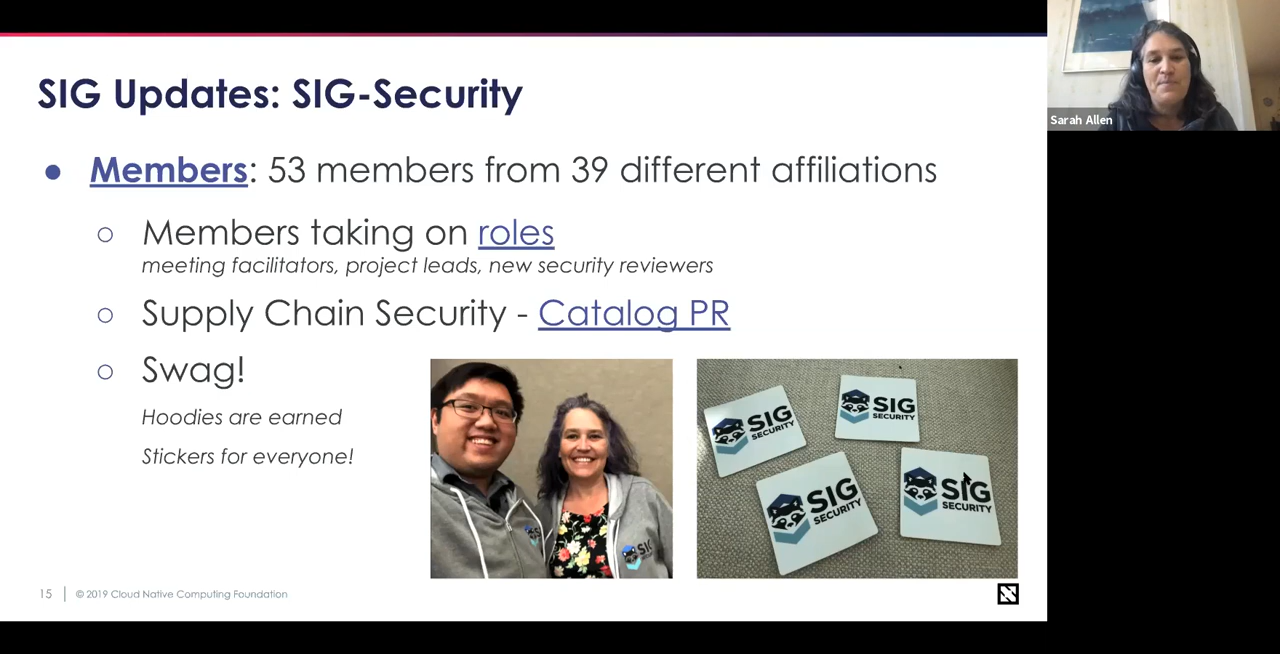 SIG Updates: SIG-Security
Sarah Allen
● Members: 53 members from 39 different affiliations
○ Members taking on roles
meeting facilitators, project leads, new security reviewers
○ Supply Chain Security - Catalog PR
○ Swag!
Hoodies are earned
Stickers for everyone!
SIG
SIG
SECURITY
SIG
SECURITY
SIG
SECURITY
SIG
SECURITY
15 | © 2019 Cloud Native Computing Foundation